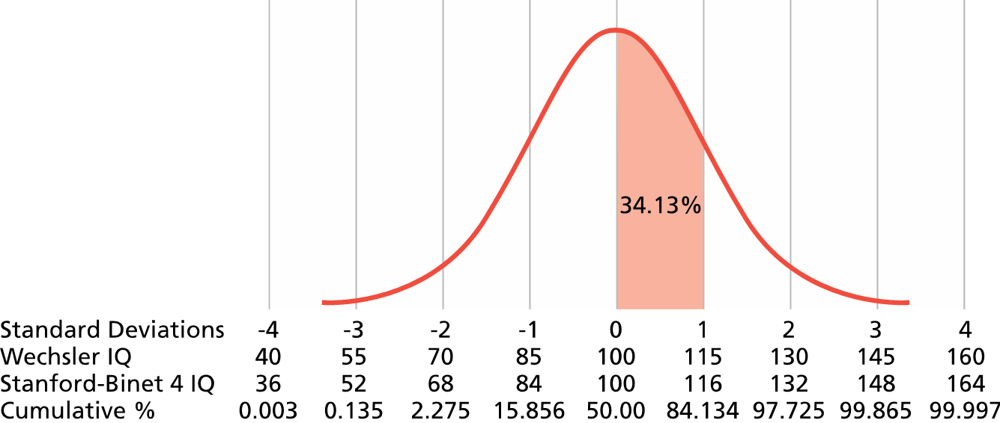 34.13%
Standard Deviations -4 -3 -2 -1 0 1 2 3 4
Wechsler IQ 40 55 70 85 100 115 130 145 160
Stanford-Binet 4 IQ 36 52 68 84 100 116 132 148 164
Cumulative % 0.003 0.135 2.275 15.856 50.00 84.134 97.725 99.865 99.997